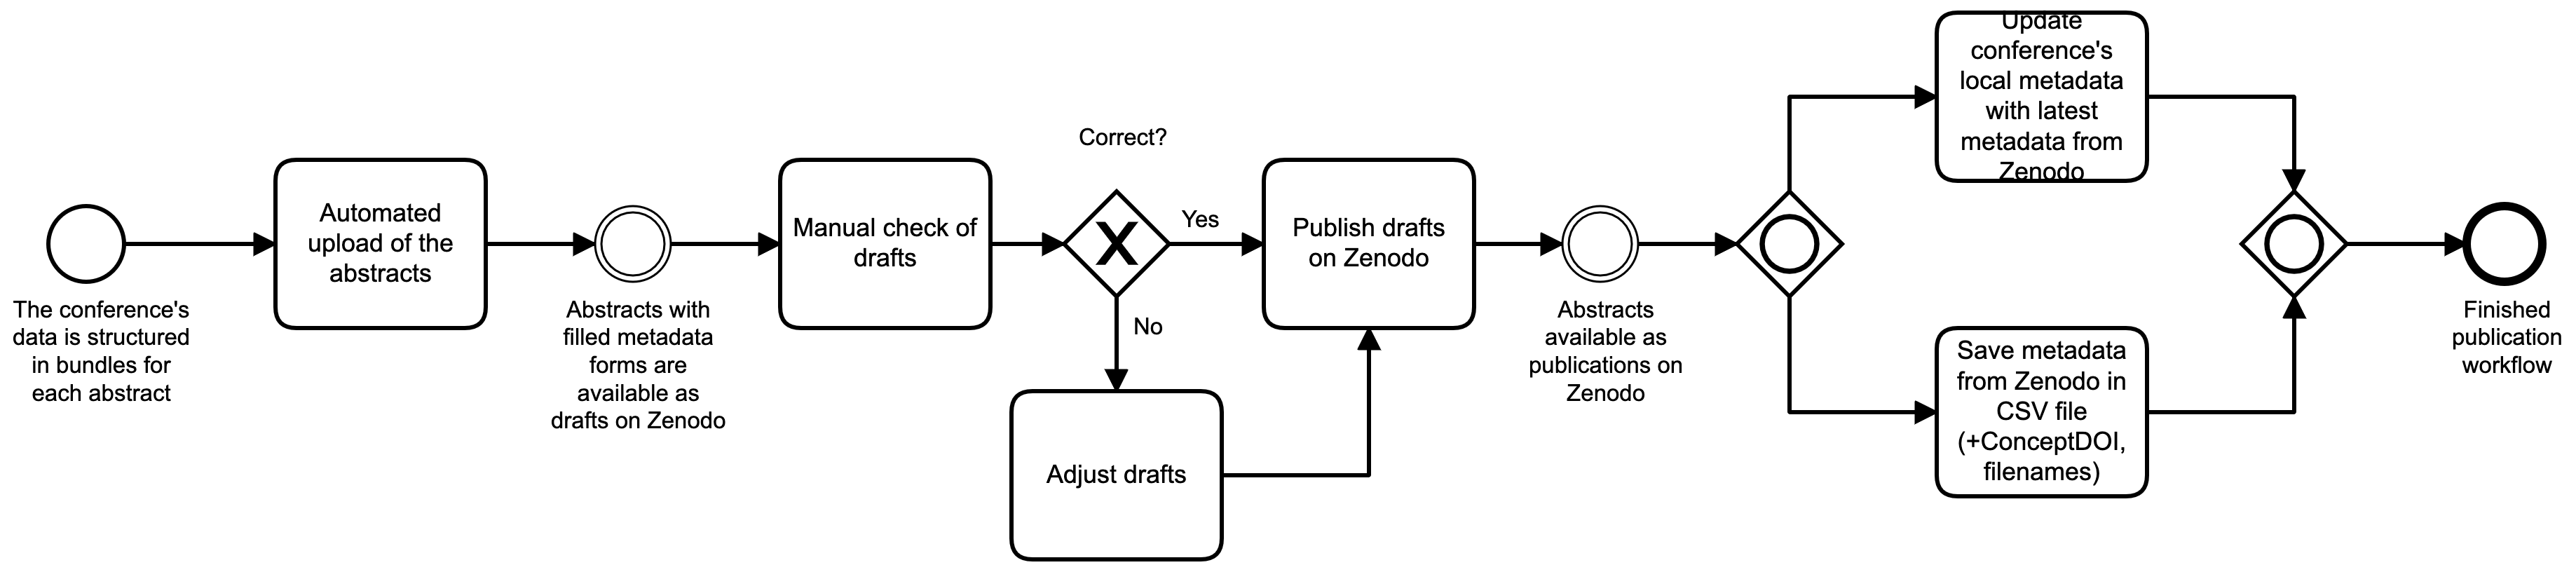 The conference's
data is structured
in bundles for
each abstract
Automated
upload of the
abstracts
Abstracts with
filled metadata
forms are
available as
drafts on Zenodo
Manual check of
drafts
Correct?
X
Yes
No
Adjust drafts
Publish drafts
on Zenodo
Abstracts
available as
publications on
Zenodo
Update
conference's
local metadata
with latest
metadata from
Zenodo
Save metadata
from Zenodo in
CSV file
(+ConceptDOI,
filenames)
Finished
publication
workflow